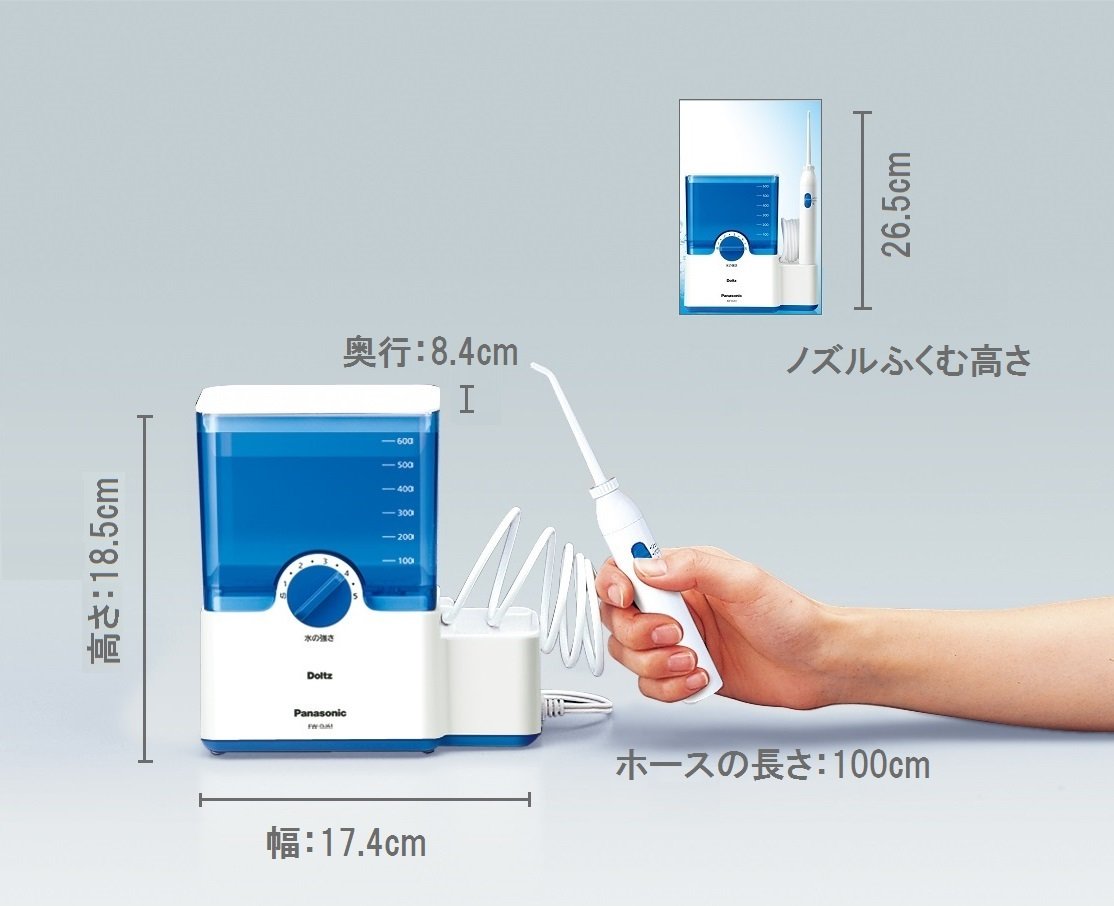 26.5cm
ノズルふくむ高さ
奥行:8.4cm
高さ:18.5cm
600
500
400
300
200
100
1 2 3 4 5
水の強さ
Doltz
Panasonic
ホースの長さ:100cm
幅:17.4cm
Doltz
Panasonic